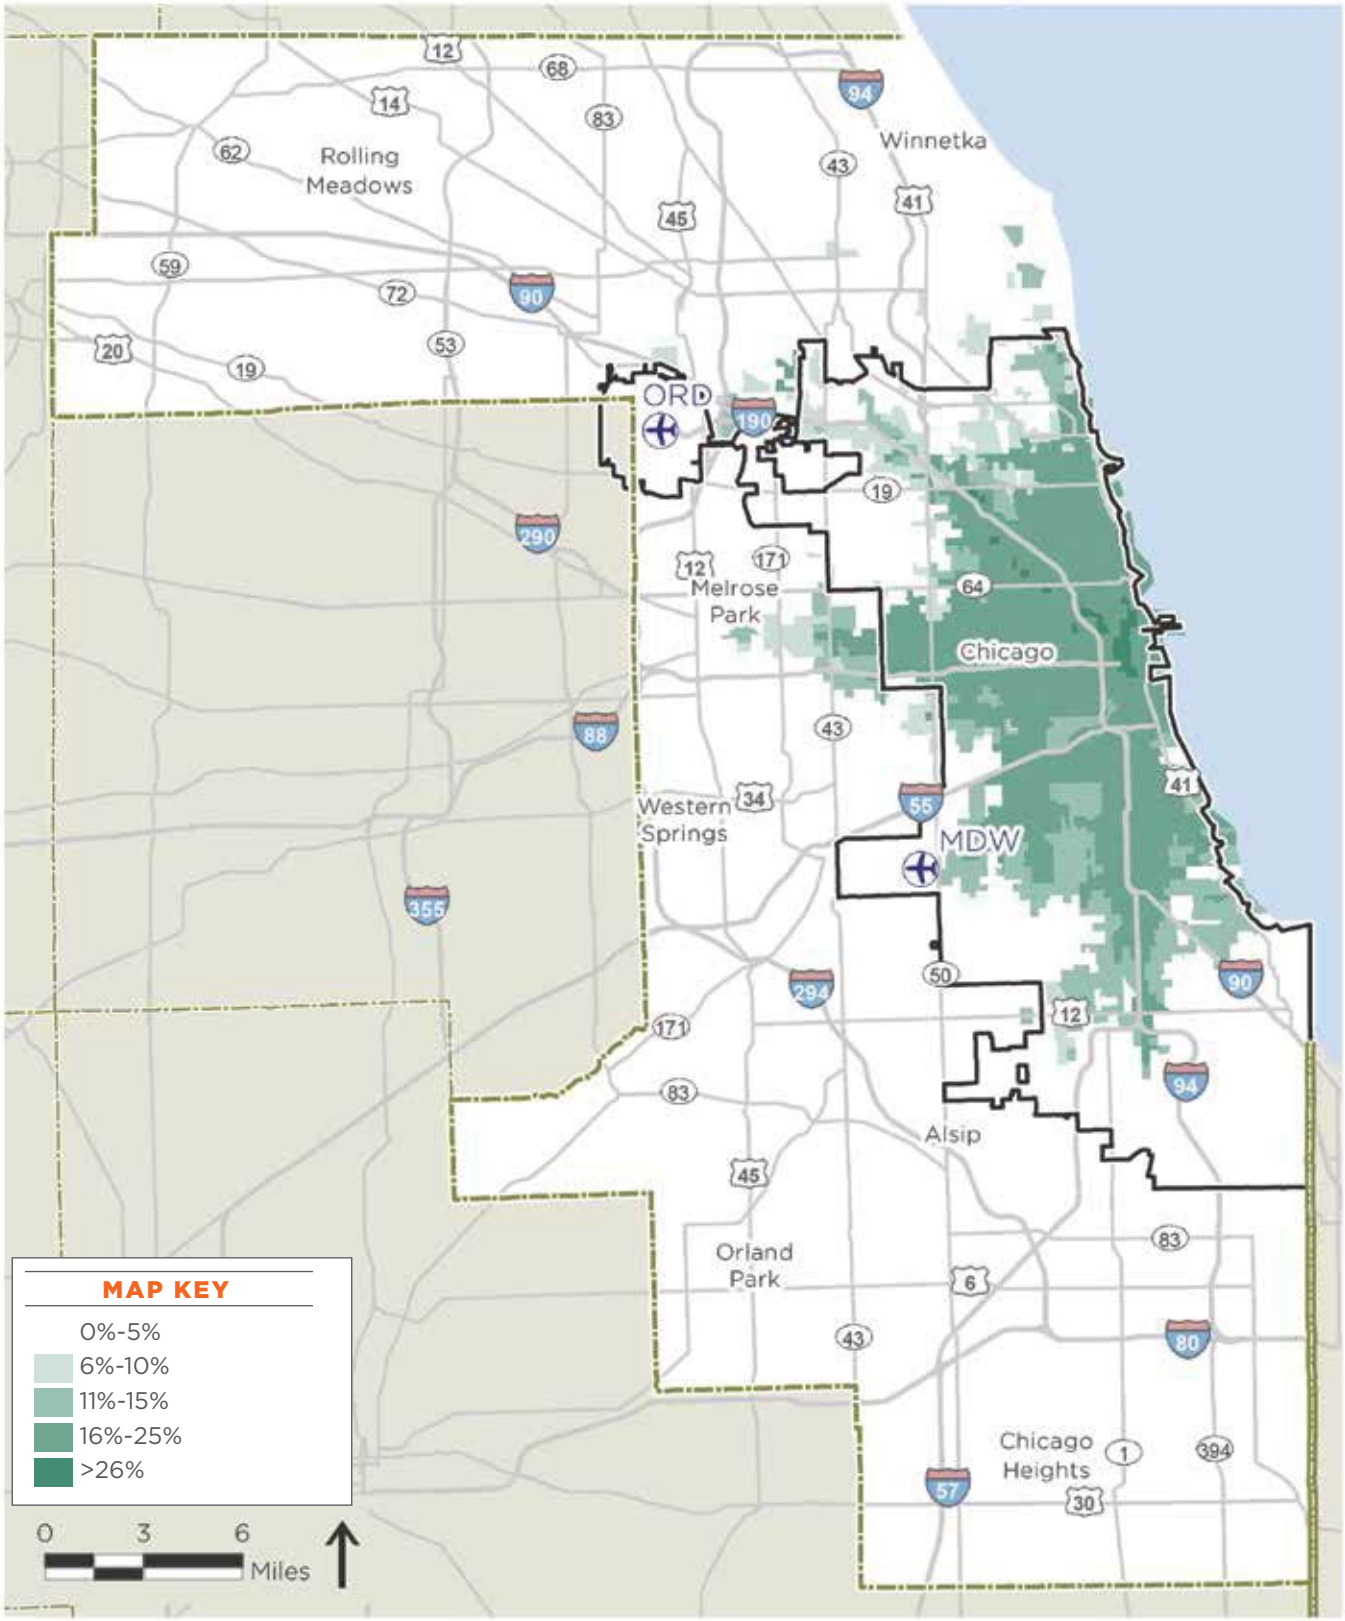 12
68
94
14
83
Winnetka
62
Rolling
Meadows
43
41
45
59
72
90
20
53
19
ORD
190
19
290
12
171
64
Melrose
Park
Chicago
88
43
41
Western
Springs
34
55
MDW
355
50
294
90
12
171
83
94
Alsip
45
83
Orland
Park
6
43
80
MAP KEY
0%-5%
6%-10%
11%-15%
16%-25%
>26%
Chicago
Heights
1
394
57
30
0 3 6
Miles